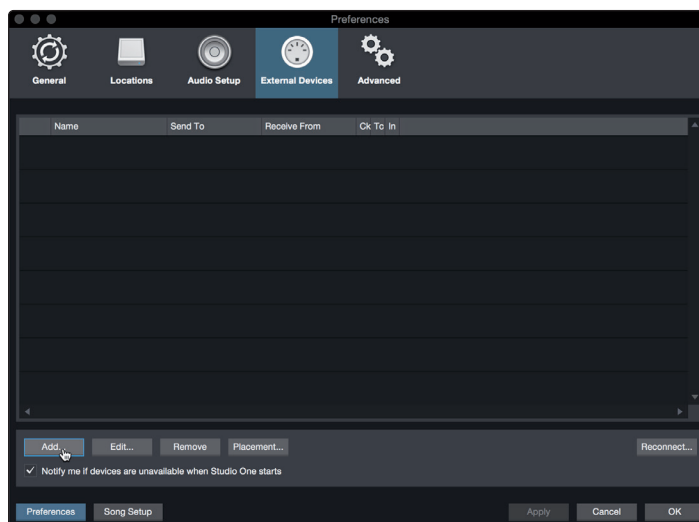 Preferences
General Locations Audio Setup External Devices Advanced
Name Send To Receive From Ck Tc In
Add... Edit... Remove Placement... Reconnect...
Notify me if devices are unavailable when Studio One starts
Preferences Song Setup Apply Cancel OK